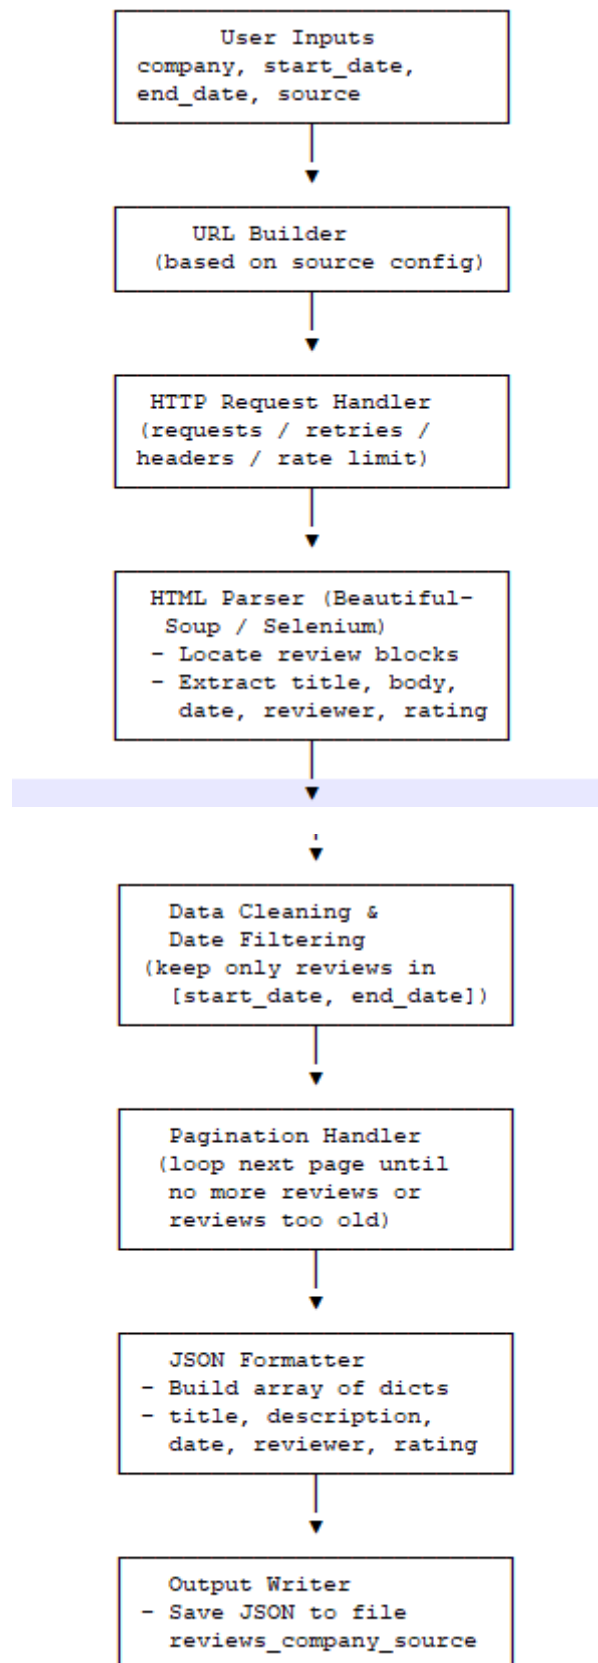 User Inputs
company, start_date,
end_date, source
URL Builder
(based on source config)
HTTP Request Handler
(requests / retries /
headers / rate limit)
HTML Parser (Beautiful-
Soup / Selenium)
- Locate review blocks
- Extract title, body,
date, reviewer, rating
Data Cleaning &
Date Filtering
(keep only reviews in
[start_date, end_date])
Pagination Handler
(loop next page until
no more reviews or
reviews too old)
JSON Formatter
- Build array of dicts
- title, description,
date, reviewer, rating
Output Writer
- Save JSON to file
reviews_company_source